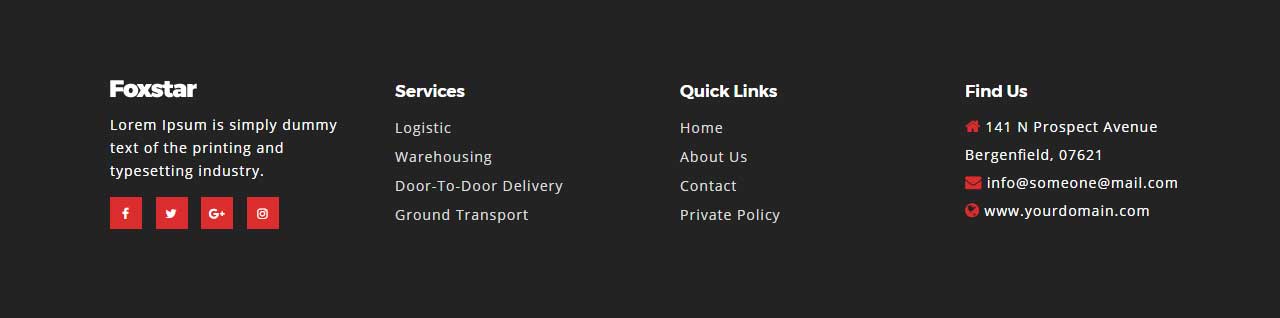 Foxstar
Lorem Ipsum is simply dummy
text of the printing and
typesetting industry.
Services
Logistic
Warehousing
Door-To-Door Delivery
Ground Transport
Quick Links
Home
About Us
Contact
Private Policy
Find Us
141 N Prospect Avenue
Bergenfield, 07621
info@someone@mail.com
www.yourdomain.com